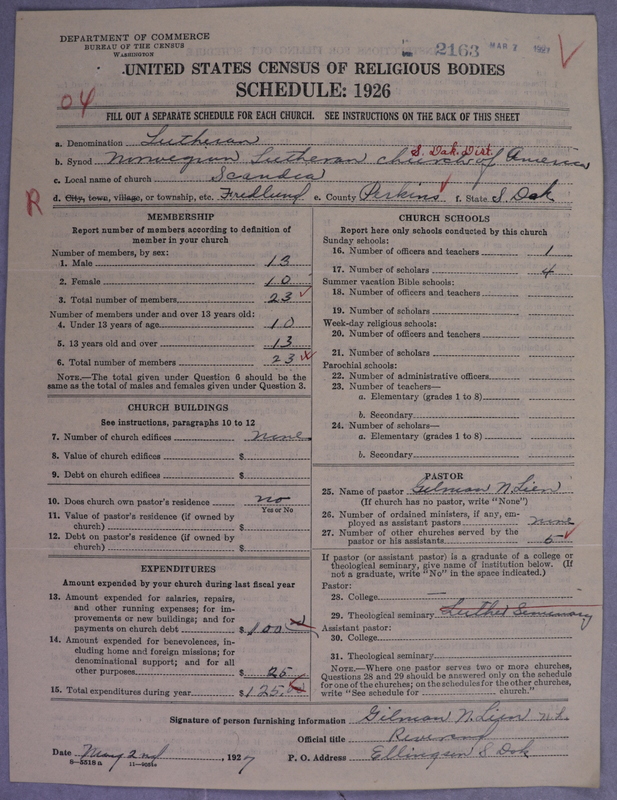 DEPARTMENT OF COMMERCE
BUREAU OF THE CENSUS
WASHINGTON
2163 MAR 7 1927
UNITED STATES CENSUS OF RELIGIOUS BODIES
SCHEDULE: 1926
04
FILL OUT A SEPARATE SCHEDULE FOR EACH CHURCH. SEE INSTRUCTIONS ON THE BACK OF THIS SHEET
a. Denomination Lutheran
S. Dak. Dist.
b. Synod Norwegian Lutheran church of America
c. Local name of church Scandia
R
d. City, town, village, or township, etc. Fredlund e. County Perkins f. State S. Dak
MEMBERSHIP
Report number of members according to definition of
member in your church
Number of members, by sex:
1. Male 13
2. Female 10
3. Total number of members 23
Number of members under and over 13 years old:
4. Under 13 years of age 10
5. 13 years old and over 13
6. Total number of members 23
NOTE.—The total given under Question 6 should be the
same as the total of males and females given under Question 3.
CHURCH BUILDINGS
See instructions, paragraphs 10 to 12
7. Number of church edifices none
8. Value of church edifices $
9. Debt on church edifices $
10. Does church own pastor's residence no
Yes or No
11. Value of pastor's residence (if owned by
church) $
12. Debt on pastor's residence (if owned by
church) $
EXPENDITURES
Amount expended by your church during last fiscal year
13. Amount expended for salaries, repairs,
and other running expenses; for im-
provements or new buildings; and for
payments on church debt $100
14. Amount expended for benevolences, in-
cluding home and foreign missions; for
denominational support; and for all
other purposes $25
15. Total expenditures during year $125
CHURCH SCHOOLS
Report here only schools conducted by this church
Sunday schools:
16. Number of officers and teachers 1
17. Number of scholars 4
Summer vacation Bible schools:
18. Number of officers and teachers
19. Number of scholars
Week-day religious schools:
20. Number of officers and teachers
21. Number of scholars
Parochial schools:
22. Number of administrative officers
23. Number of teachers—
a. Elementary (grades 1 to 8)
b. Secondary
24. Number of scholars—
a. Elementary (grades 1 to 8)
b. Secondary
PASTOR
25. Name of pastor Gilman N. Lien
(If church has no pastor, write "None")
26. Number of ordained ministers, if any, em-
ployed as assistant pastors none
27. Number of other churches served by the
pastor or his assistants 5
If pastor (or assistant pastor) is a graduate of a college or
theological seminary, give name of institution below. (If
not a graduate, write "No" in the space indicated.)
Pastor:
28. College —
29. Theological seminary Luther Seminary
Assistant pastor:
30. College
31. Theological seminary
NOTE.—Where one pastor serves two or more churches,
Questions 28 and 29 should be answered only on the schedule
for one of the churches; on the schedules for the other churches,
write "See schedule for church."
Signature of person furnishing information Gilman N. Lien
Official title Reverend
Date May 2nd, 1927 P. O. Address Ellingson S Dak
8—5518 a